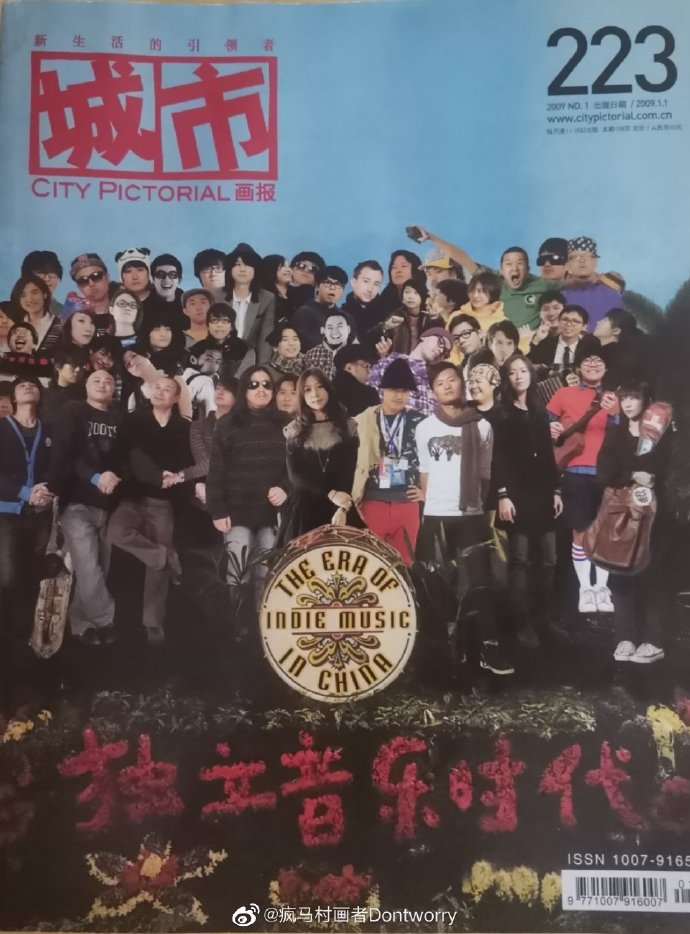 新生活的引领者
城市
CITY PICTORIAL 画报
223
2009 NO.1 出版日期 / 2009.1.1
www.citypictorial.com.cn
ROOTS
THE ERA OF
INDIE MUSIC
IN CHINA
独立音乐时代
ISSN 1007-9165
01
9 771007 916007
@疯马村画者Dontworry